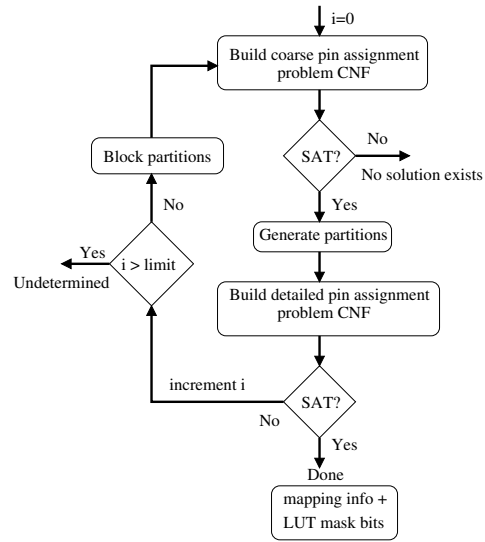 i=0
Build coarse pin assignment
problem CNF
No
SAT?
No solution exists
Block partitions
Yes
No
Generate partitions
Yes
i > limit
Undetermined
Build detailed pin assignment
problem CNF
increment i
SAT?
No
Yes
Done
mapping info +
LUT mask bits